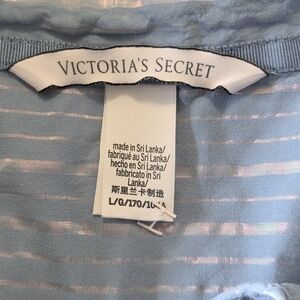 VICTORIA'S SECRET
made in Sri Lanka/
fabriqué au Sri Lanka/
hecho en Sri Lanka/
fabbricato in Sri
Lanka/
斯里兰卡制造